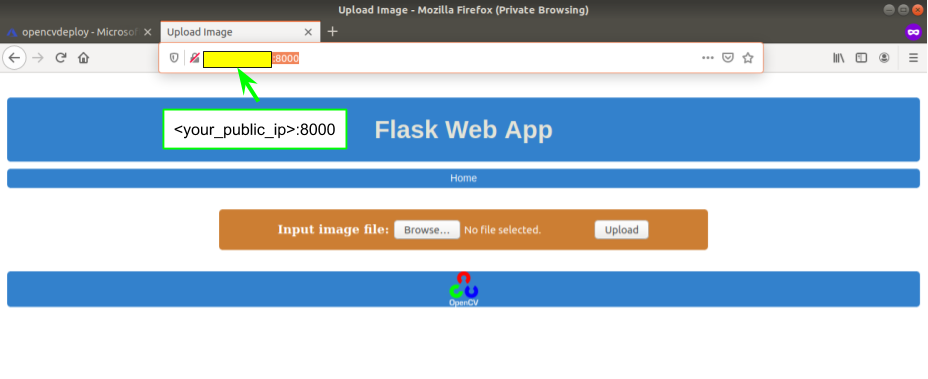 Upload Image - Mozilla Firefox (Private Browsing)
opencvdeploy - Microsof
Upload Image
:8000
<your_public_ip>:8000
Flask Web App
Home
Input image file: Browse... No file selected. Upload
OpenCV